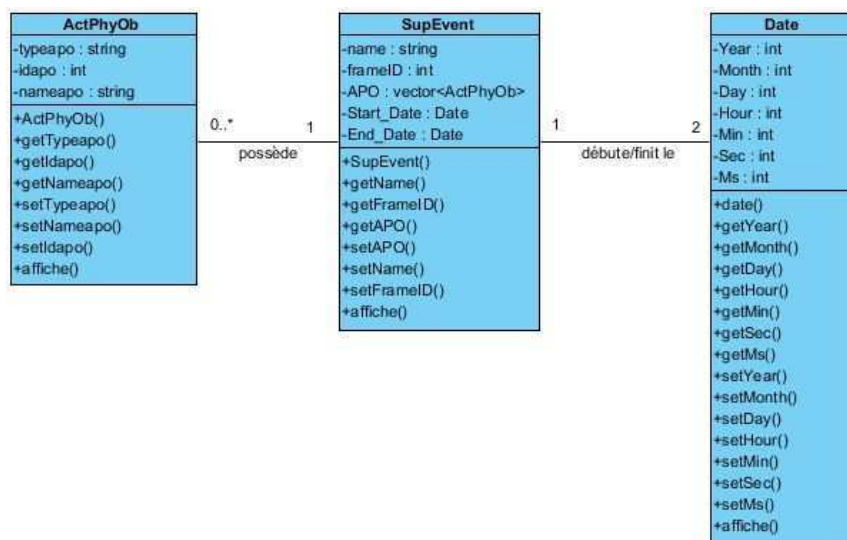 ActPhyOb
-typeapo : string
-idapo : int
-nameapo : string
+ActPhyOb()
+getTypeapo()
+getIdapo()
+getNameapo()
+setTypeapo()
+setNameapo()
+setIdapo()
+affiche()
0..*
1
possède
SupEvent
-name : string
-frameID : int
-APO : vector<ActPhyOb>
-Start_Date : Date
-End_Date : Date
+SupEvent()
+getName()
+getFrameID()
+getAPO()
+setAPO()
+setName()
+setFrameID()
+affiche()
1
2
débute/finit le
Date
-Year : int
-Month : int
-Day : int
-Hour : int
-Min : int
-Sec : int
-Ms : int
+date()
+getYear()
+getMonth()
+getDay()
+getHour()
+getMin()
+getSec()
+getMs()
+setYear()
+setMonth()
+setDay()
+setHour()
+setMin()
+setSec()
+setMs()
+affiche()